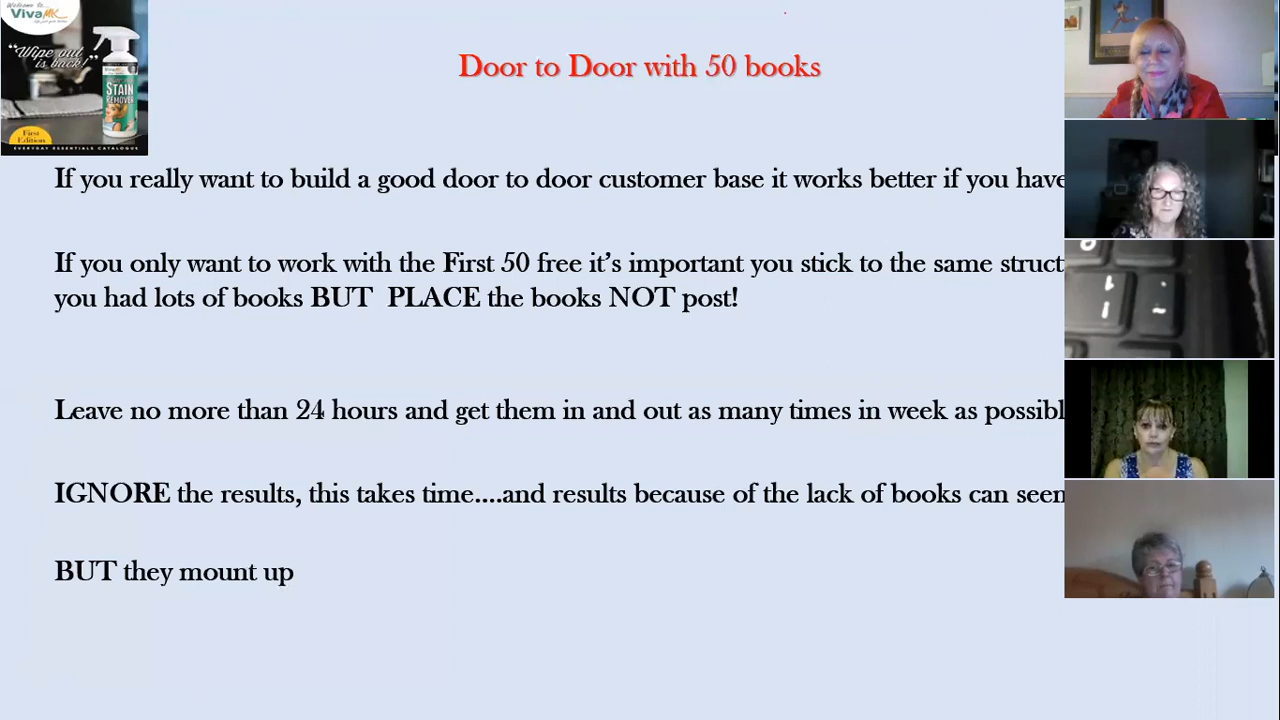 Welcome to...
VivaMK
"Wipe out
is back!"
STAIN
REMOVER
First
Edition
EVERYDAY ESSENTIALS CATALOGUE
Door to Door with 50 books
If you really want to build a good door to door customer base it works better if you have
If you only want to work with the First 50 free it's important you stick to the same struct
you had lots of books BUT PLACE the books NOT post!
Leave no more than 24 hours and get them in and out as many times in week as possibl
IGNORE the results, this takes time....and results because of the lack of books can seem
BUT they mount up